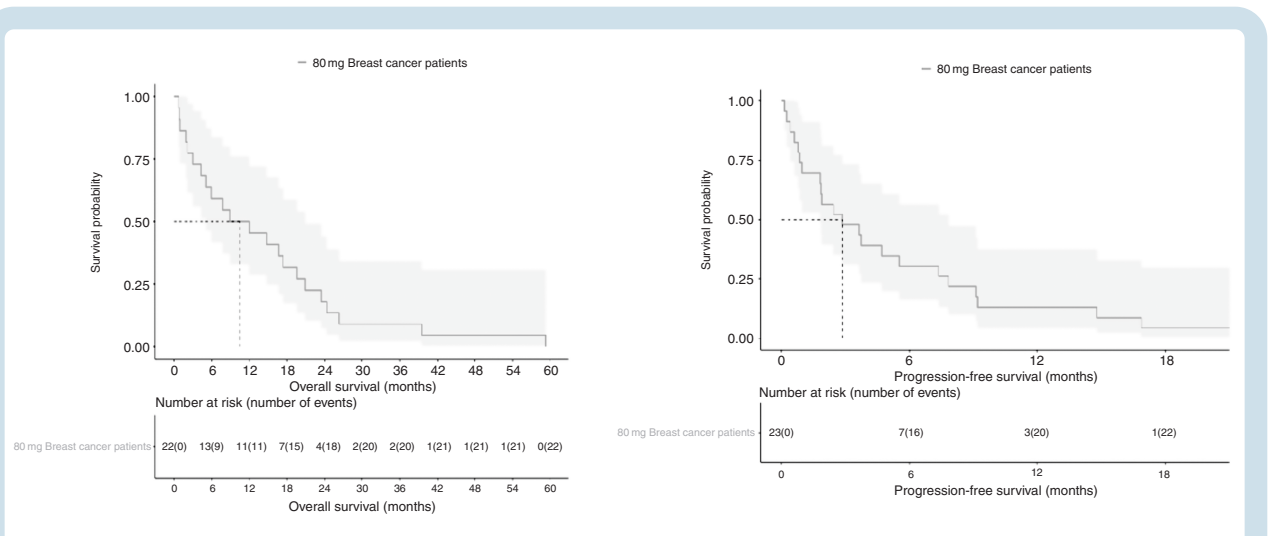 80 mg Breast cancer patients
1.00
0.75
0.50
0.25
0.00
Survival probability
0 6 12 18 24 30 36 42 48 54 60
Overall survival (months)
Number at risk (number of events)
80 mg Breast cancer patients 22(0) 13(9) 11(11) 7(15) 4(18) 2(20) 2(20) 1(21) 1(21) 1(21) 0(22)
0 6 12 18 24 30 36 42 48 54 60
Overall survival (months)
80 mg Breast cancer patients
1.00
0.75
0.50
0.25
0.00
Survival probability
0 6 12 18
Progression-free survival (months)
Number at risk (number of events)
80 mg Breast cancer patients 23(0) 7(16) 3(20) 1(22)
0 6 12 18
Progression-free survival (months)